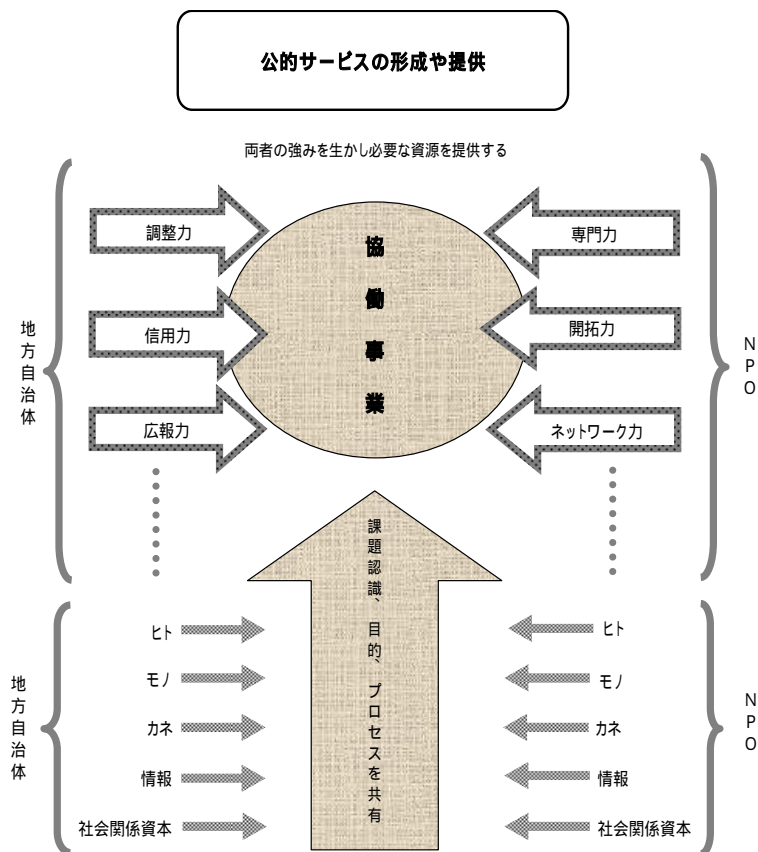 公的サービスの形成や提供
両者の強みを生かし必要な資源を提供する
地方自治体
調整力
信用力
広報力
協働事業
専門力
開拓力
ネットワーク力
NPO
地方自治体
ヒト
モノ
カネ
情報
社会関係資本
課題認識、目的、プロセスを共有
ヒト
モノ
カネ
情報
社会関係資本
NPO